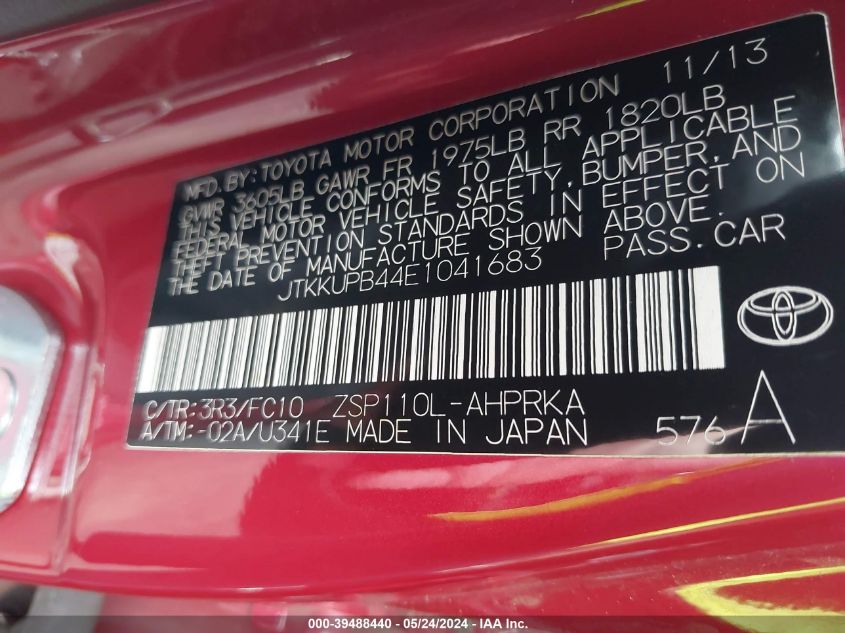 MFD.BY:TOYOTA MOTOR CORPORATION 11/13
GVWR 3605LB GAWR FR 1975LB RR 1820LB
THIS VEHICLE CONFORMS TO ALL APPLICABLE
FEDERAL MOTOR VEHICLE SAFETY, BUMPER, AND
THEFT PREVENTION STANDARDS IN EFFECT ON
THE DATE OF MANUFACTURE SHOWN ABOVE.
JTKKUPB44E1041683 PASS.CAR
C/TR:3R3/FC10 ZSP110L-AHPRKA
A/TM:-02A/U341E MADE IN JAPAN 576 A
000-39488440 - 05/24/2024 - IAA Inc.